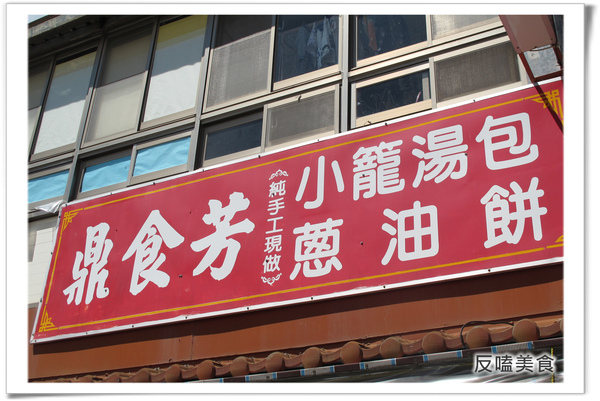 鼎食芳
純手工現做
小籠湯包
蔥油餅
反嗑美食